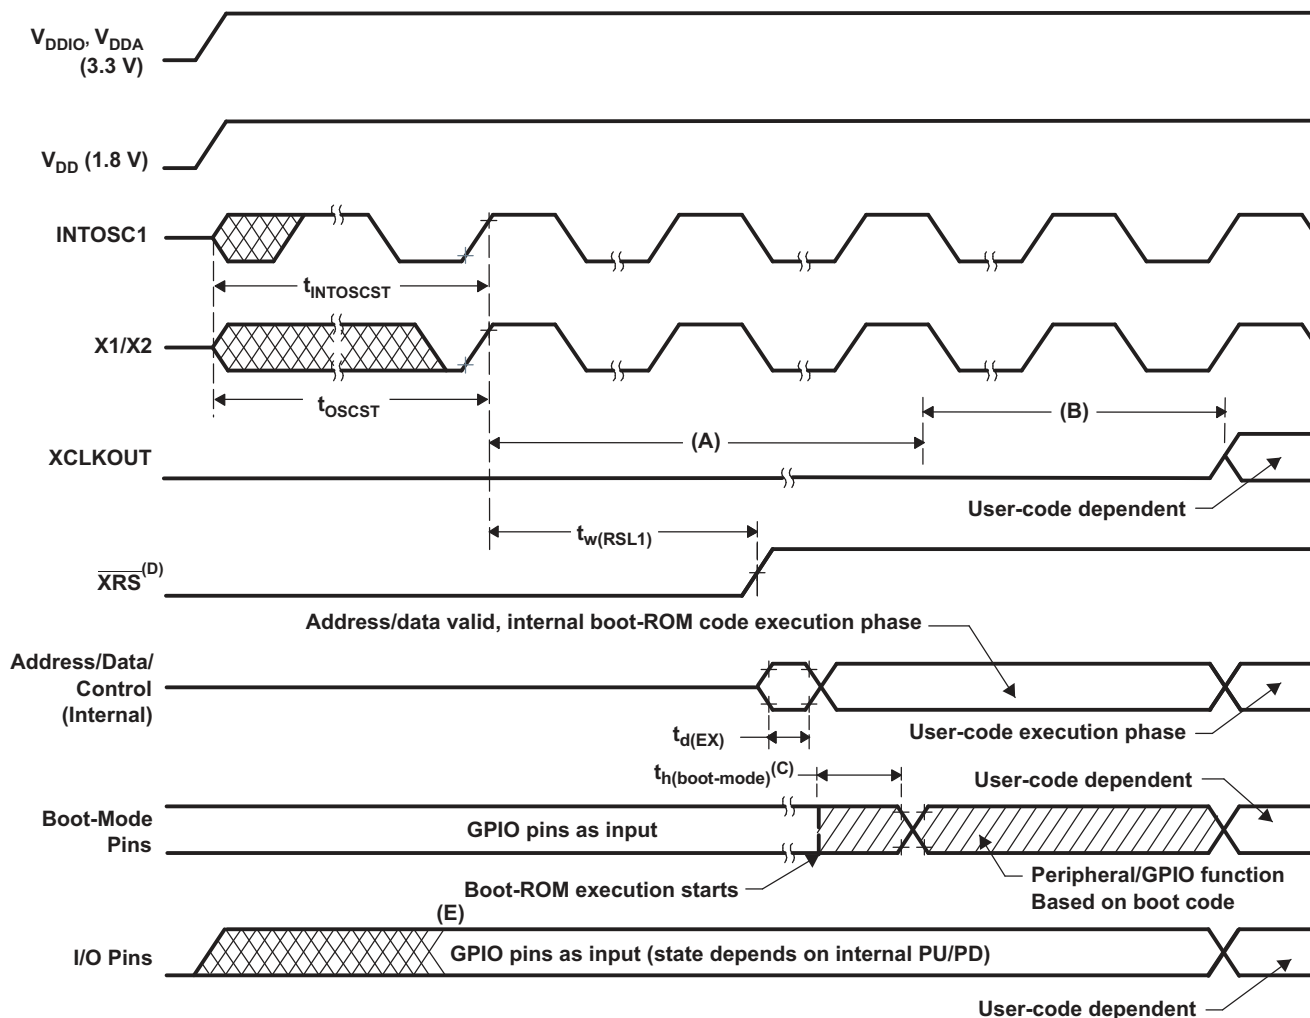 VDDIO, VDDA
(3.3 V)
VDD (1.8 V)
INTOSC1
tINTOSCST
X1/X2
tOSCST
(B)
(A)
XCLKOUT
User-code dependent
tw(RSL1)
XRS(D)
Address/data valid, internal boot-ROM code execution phase
Address/Data/
Control
(Internal)
td(EX)
User-code execution phase
th(boot-mode)(C)
User-code dependent
Boot-Mode
Pins
GPIO pins as input
Boot-ROM execution starts
Peripheral/GPIO function
Based on boot code
(E)
I/O Pins
GPIO pins as input (state depends on internal PU/PD)
User-code dependent